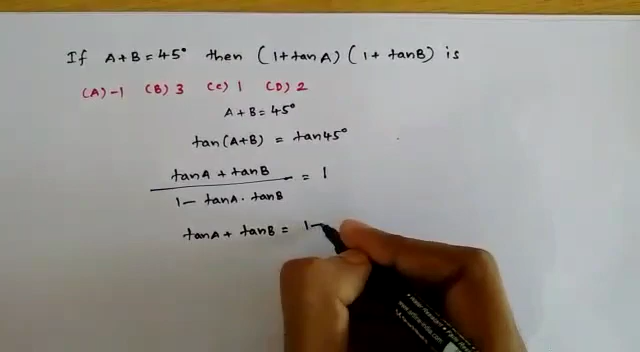 If A+B=45° then (1+tanA)(1+tanB) is
(A)-1 (B) 3 (C) 1 (D) 2
A+B=45°
tan(A+B) = tan45°
tanA + tanB
= 1
1- tanA · tanB
tanA + tanB = 1-